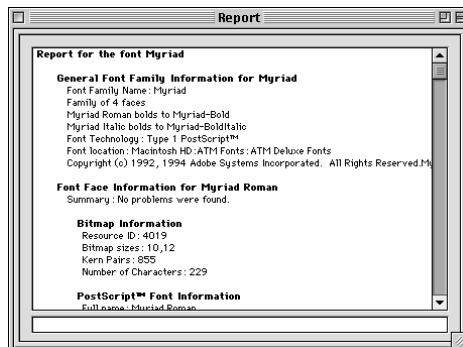 Report
Report for the font Myriad
General Font Family Information for Myriad
Font Family Name: Myriad
Family of 4 faces
Myriad Roman bolds to Myriad-Bold
Myriad Italic bolds to Myriad-BoldItalic
Font Technology: Type 1 PostScript™
Font location: Macintosh HD:ATM Fonts:ATM Deluxe Fonts
Copyright (c) 1992, 1994 Adobe Systems Incorporated. All Rights Reserved.My
Font Face Information for Myriad Roman
Summary: No problems were found.
Bitmap Information
Resource ID: 4019
Bitmap sizes: 10,12
Kern Pairs: 855
Number of Characters: 229
PostScript™ Font Information
Full name: Myriad Roman